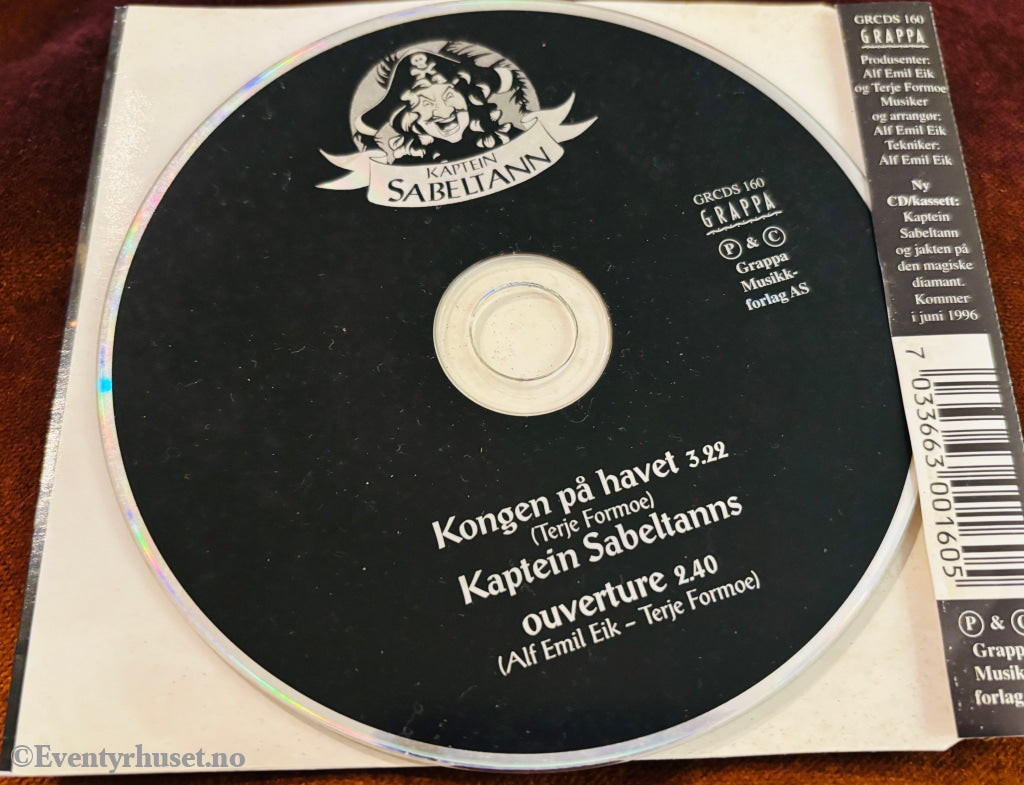 KAPTEIN
SABELTANN
GRCDS 160
GRAPPA
Ⓟ & Ⓒ
Grappa
Musikk-
forlag AS
Kongen på havet 3.22
(Terje Formoe)
Kaptein Sabeltanns
ouverture 2.40
(Alf Emil Eik – Terje Formoe)
GRCDS 160
GRAPPA
Produsenter:
Alf Emil Eik
og Terje Formoe
Musiker
og arrangør:
Alf Emil Eik
Tekniker:
Alf Emil Eik
Ny
CD/kassett:
Kaptein
Sabeltann
og jakten på
den magiske
diamant.
Kommer
i juni 1996
7 033663 001605
Ⓟ & Ⓒ
Grapp
Musik
forlag
©Eventyrhuset.no